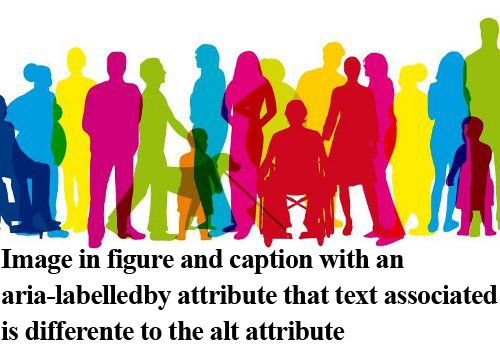 Image in figure and caption with an
aria-labelledby attribute that text associated
is differente to the alt attribute